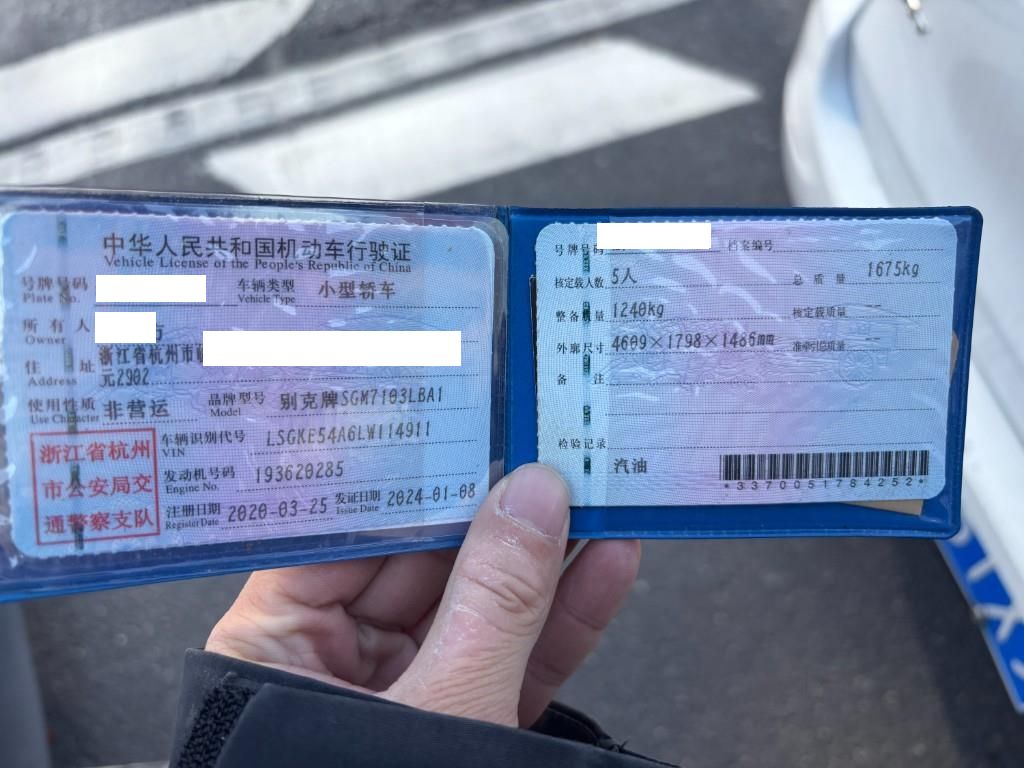 中华人民共和国机动车行驶证
Vehicle License of the People's Republic of China
号牌号码
Plate No.
车辆类型 小型轿车
Vehicle Type
所有人
Owner
住址 浙江省杭州市
Address 元2902
使用性质 非营运
Use Character
品牌型号 别克牌SGM7103LBA1
Model
浙江省杭州
市公安局交
通警察支队
车辆识别代号 LSGKE54A6LW114911
VIN
发动机号码 193620285
Engine No.
注册日期 2020-03-25
Register Date
发证日期 2024-01-08
Issue Date
号牌号码
档案编号
核定载人数 5人
总质量 1675kg
整备质量 1240kg
核定载质量 --
外廓尺寸 4609×1798×1486mm
准牵引总质量 --
备注
检验记录
汽油
*3370051784252*